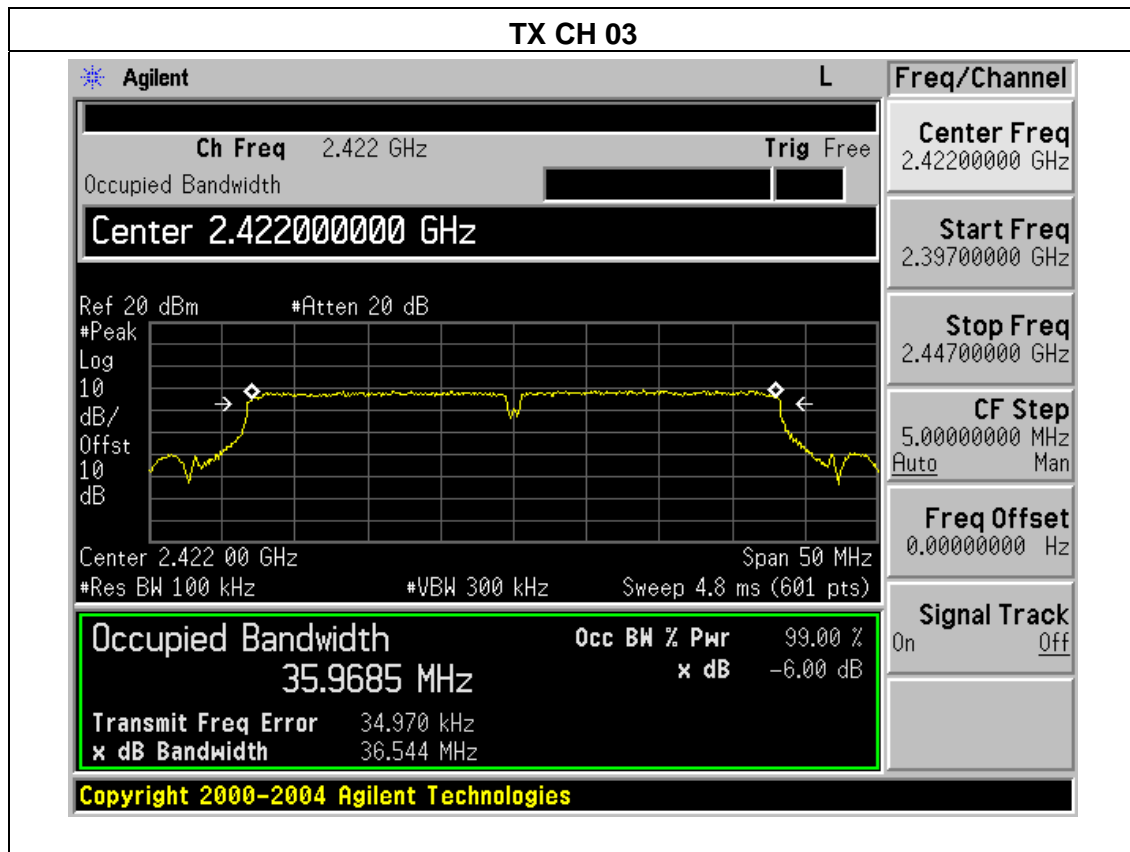 TX CH 03
Agilent L
Freq/Channel
Ch Freq 2.422 GHz Trig Free
Occupied Bandwidth
Center 2.422000000 GHz
Ref 20 dBm #Atten 20 dB
#Peak
Log
10
dB/
Offst
10
dB
Center 2.422 00 GHz Span 50 MHz
#Res BW 100 kHz #VBW 300 kHz Sweep 4.8 ms (601 pts)
Occupied Bandwidth
35.9685 MHz
Occ BW % Pwr 99.00 %
x dB -6.00 dB
Transmit Freq Error 34.970 kHz
x dB Bandwidth 36.544 MHz
Copyright 2000-2004 Agilent Technologies
Center Freq
2.42200000 GHz
Start Freq
2.39700000 GHz
Stop Freq
2.44700000 GHz
CF Step
5.00000000 MHz
Auto Man
Freq Offset
0.00000000 Hz
Signal Track
On Off